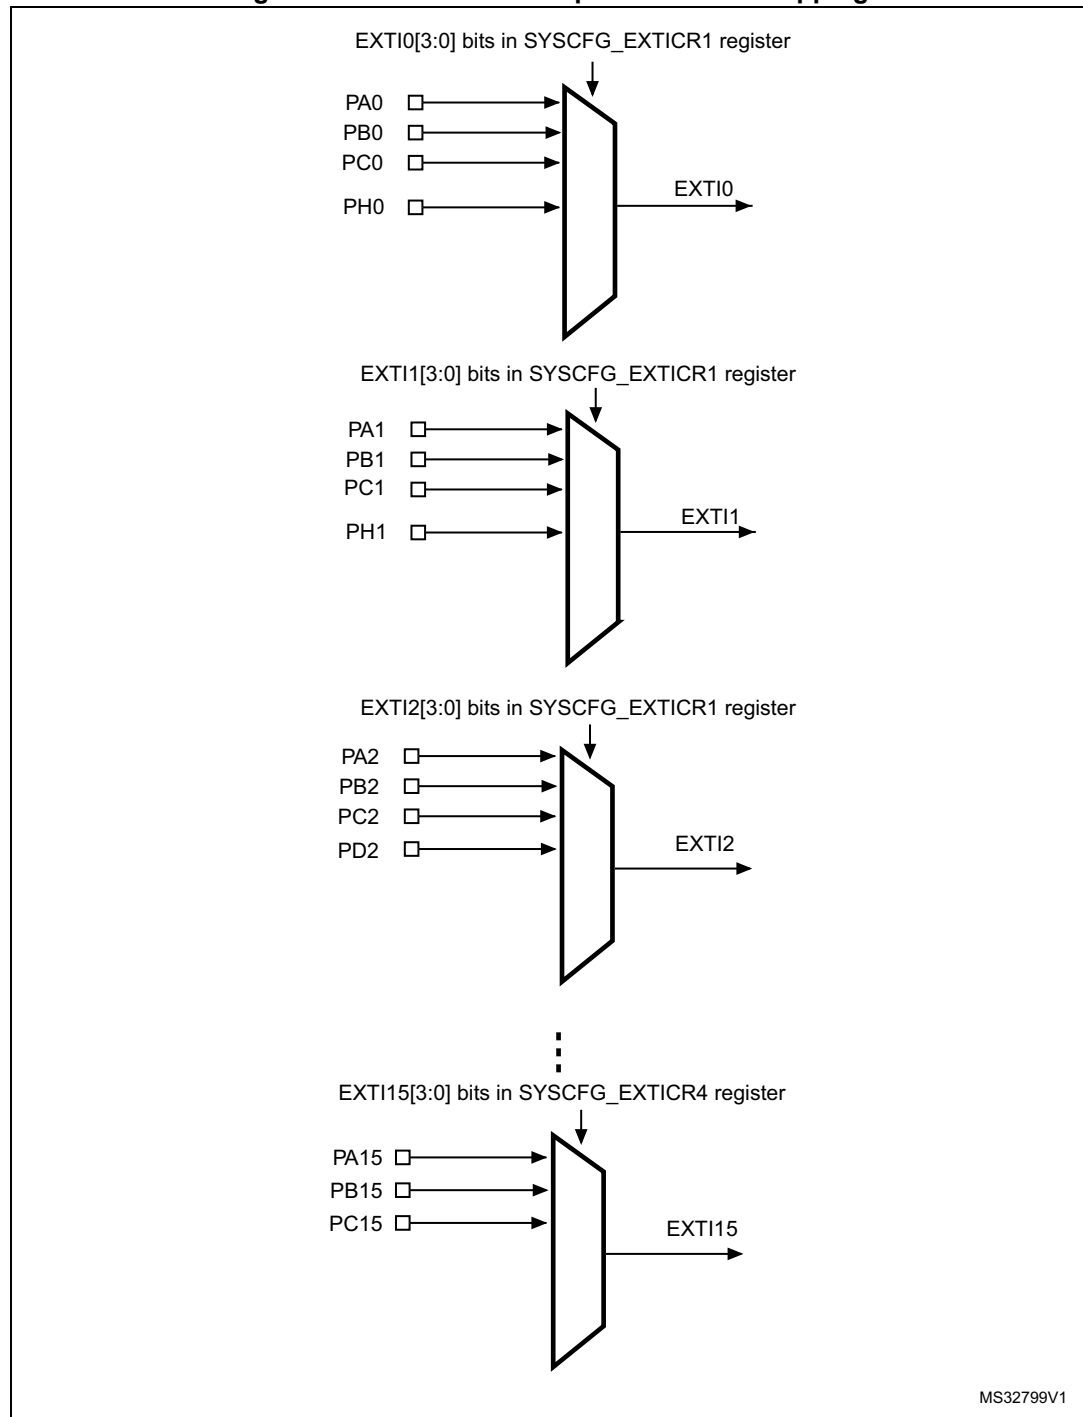 EXTI0[3:0] bits in SYSCFG_EXTICR1 register
PA0
PB0
PC0
PH0
EXTI0
EXTI1[3:0] bits in SYSCFG_EXTICR1 register
PA1
PB1
PC1
PH1
EXTI1
EXTI2[3:0] bits in SYSCFG_EXTICR1 register
PA2
PB2
PC2
PD2
EXTI2
EXTI15[3:0] bits in SYSCFG_EXTICR4 register
PA15
PB15
PC15
EXTI15
MS32799V1